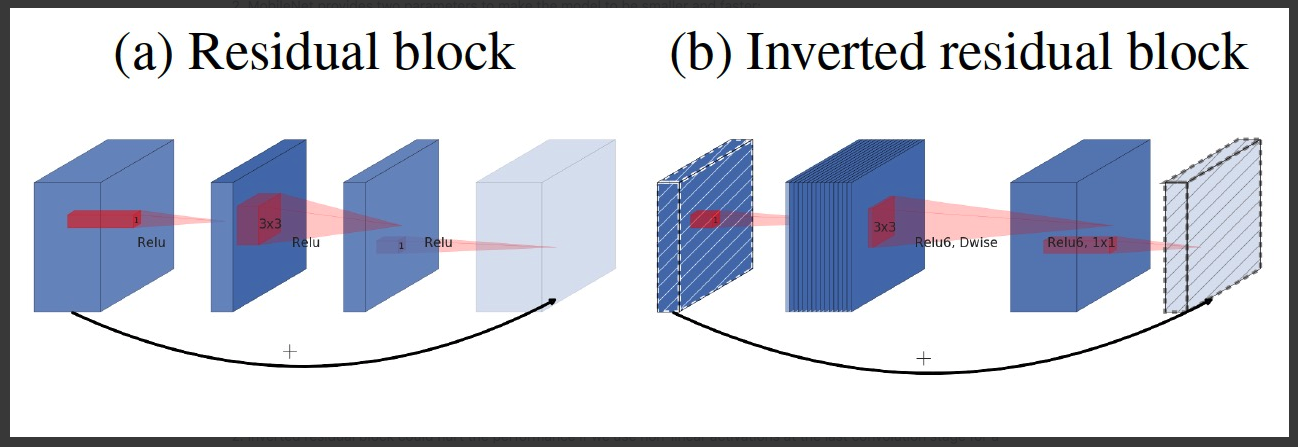 2. MobileNet provides two parameters to make the model to be smaller and faster:
(a) Residual block
(b) Inverted residual block
1
Relu
3x3
Relu
1
Relu
+
1
3x3
Relu6, Dwise
Relu6, 1x1
+